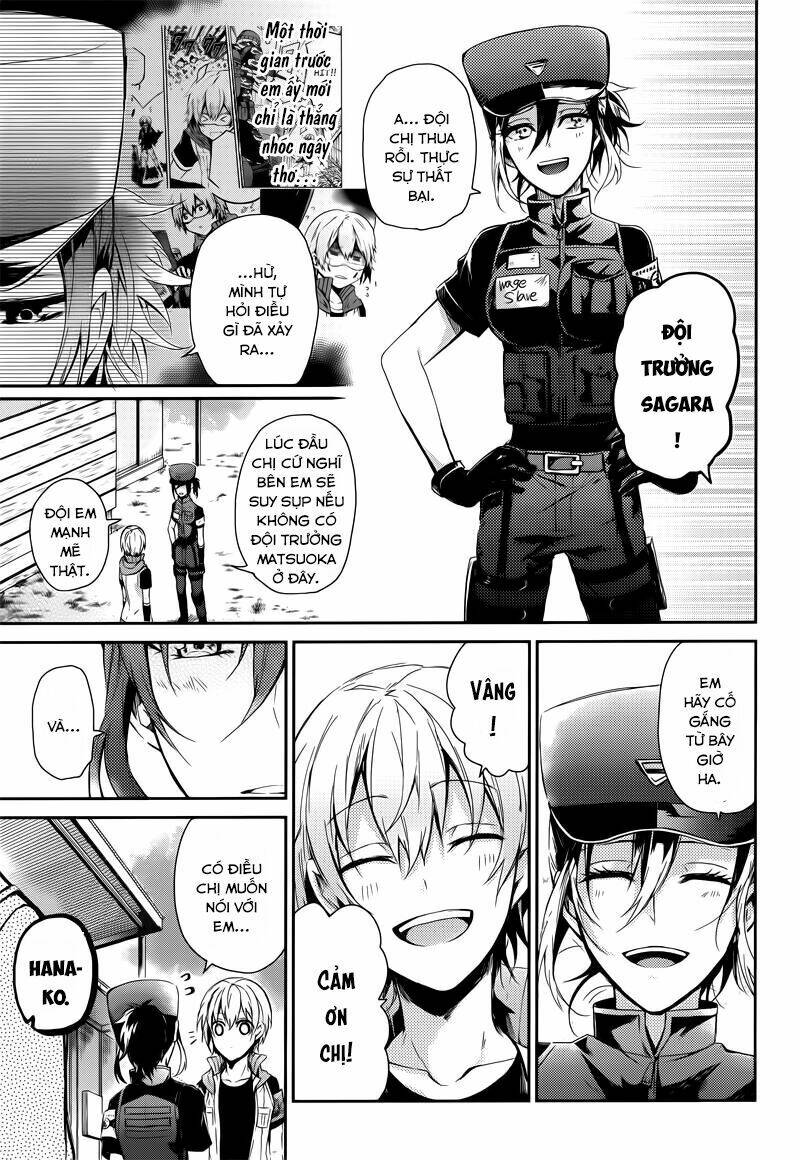 ĐỘI
TRƯỞNG
SAGARA
!
A... ĐỘI
CHỊ THUA
RỒI. THỰC
SỰ THẤT
BẠI.
Wage
Slave
Một thời
gian trước
em ấy mới
chỉ là thằng
nhóc ngây
thơ...
HIT!!
...HỪ,
MÌNH TỰ
HỎI ĐIỀU
GÌ ĐÃ XẢY
RA...
LÚC ĐẦU
CHỊ CỨ NGHĨ
BÊN EM SẼ
SUY SỤP NẾU
KHÔNG CÓ
ĐỘI TRƯỞNG
MATSUOKA
Ở ĐÂY.
ĐỘI EM
MẠNH
MẼ
THẬT.
EM
HÃY CỐ
GẮNG
TỪ BÂY
GIỜ
HA.
VÂNG
!
CẢM
ƠN
CHỊ!
VÀ...
CÓ ĐIỀU
CHỊ MUỐN
NÓI VỚI
EM...
HANA-
KO.